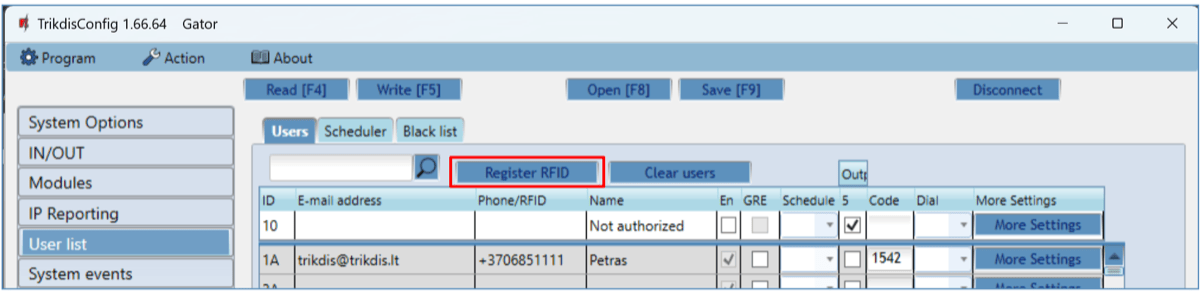 TrikdisConfig 1.66.64 Gator
Program Action About
Read [F4] Write [F5] Open [F8] Save [F9] Disconnect
System Options
IN/OUT
Modules
IP Reporting
User list
System events
Users Scheduler Black list
Register RFID Clear users Outp
ID E-mail address Phone/RFID Name En GRE Schedule 5 Code Dial More Settings
10 Not authorized More Settings
1A trikdis@trikdis.lt +3706851111 Petras 1542 More Settings
2A More Settings